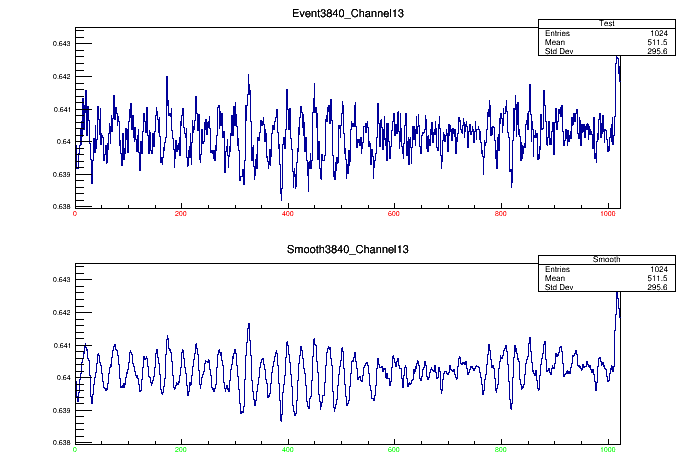 Event3840_Channel13
Test
Entries 1024
Mean 511.5
Std Dev 295.6
0.643
0.642
0.641
0.64
0.639
0.638
0 200 400 600 800 1000
Smooth3840_Channel13
Smooth
Entries 1024
Mean 511.5
Std Dev 295.6
0.643
0.642
0.641
0.64
0.639
0.638
0 200 400 600 800 1000